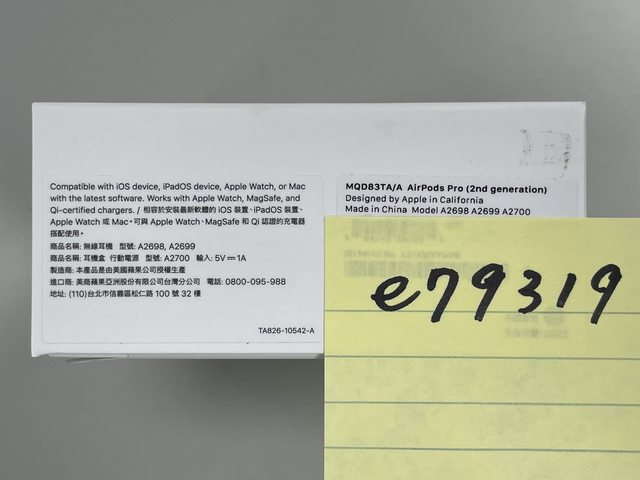 Compatible with iOS device, iPadOS device, Apple Watch, or Mac
with the latest software. Works with Apple Watch, MagSafe, and
Qi-certified chargers. / 相容於安裝最新軟體的 iOS 裝置、iPadOS 裝置、
Apple Watch 或 Mac。可與 Apple Watch、MagSafe 和 Qi 認證的充電器
搭配使用。
商品名稱: 無線耳機 型號: A2698, A2699
商品名稱: 耳機盒 行動電源 型號: A2700 輸入: 5V⎓1A
製造商: 本產品是由美國蘋果公司授權生產
進口商: 美商蘋果亞洲股份有限公司台灣分公司 電話: 0800-095-988
地址: (110)台北市信義區松仁路 100 號 32 樓
TA826-10542-A
MQD83TA/A AirPods Pro (2nd generation)
Designed by Apple in California
Made in China Model A2698 A2699 A2700
e79319